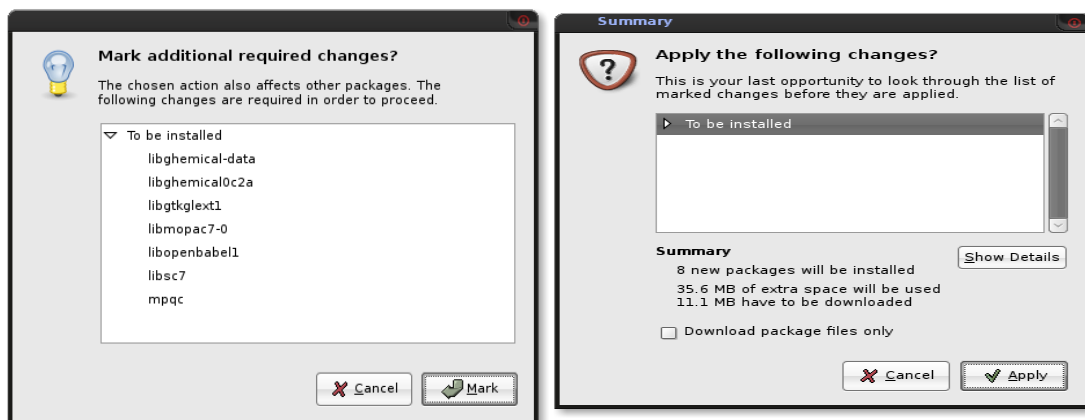 Mark additional required changes?
The chosen action also affects other packages. The
following changes are required in order to proceed.
To be installed
libghemical-data
libghemical0c2a
libgtkglext1
libmopac7-0
libopenbabel1
libsc7
mpqc
Cancel
Mark
Summary
Apply the following changes?
This is your last opportunity to look through the list of
marked changes before they are applied.
To be installed
Summary
Show Details
8 new packages will be installed
35.6 MB of extra space will be used
11.1 MB have to be downloaded
Download package files only
Cancel
Apply